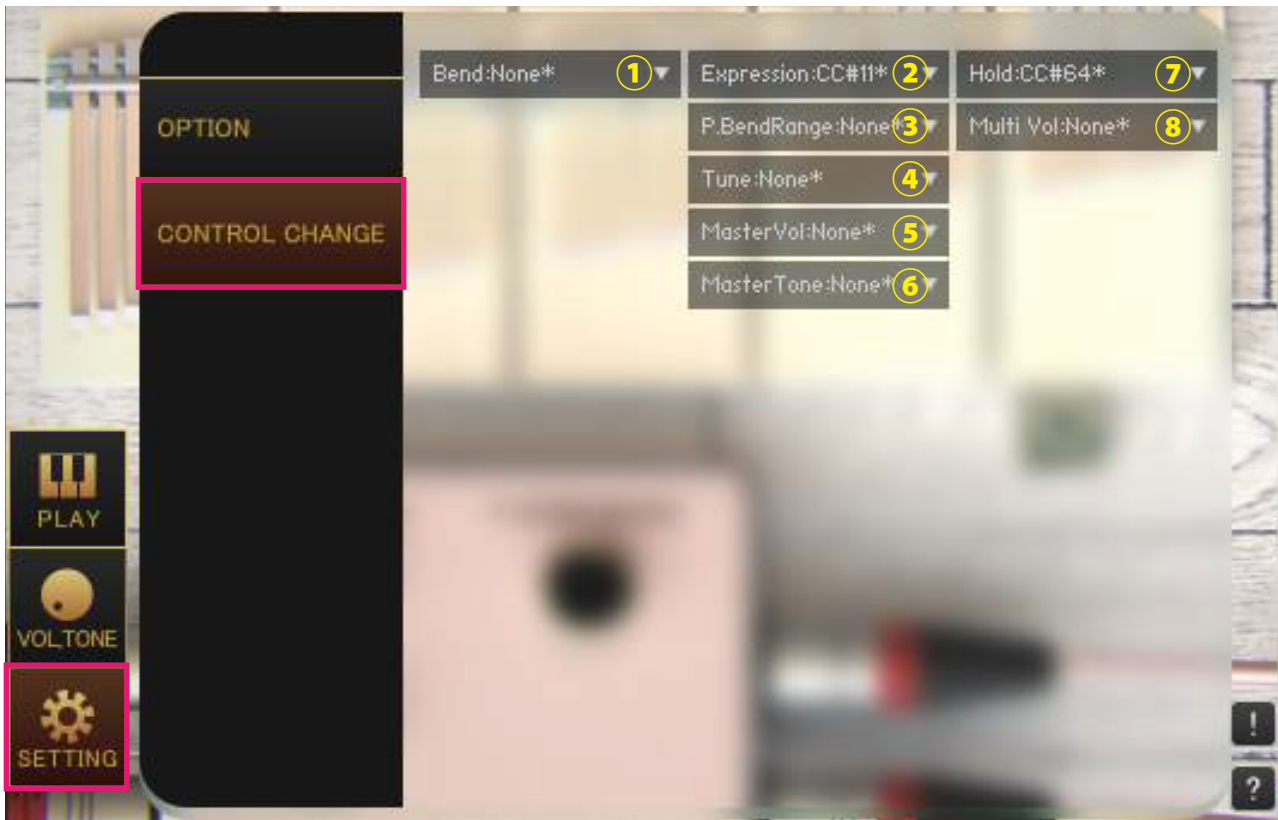 Bend:None* ①▼
Expression:CC#11* ②▼
Hold:CC#64* ⑦▼
OPTION
P.BendRange:None* ③▼
Multi Vol:None* ⑧▼
Tune:None* ④▼
CONTROL CHANGE
MasterVol:None* ⑤▼
MasterTone:None* ⑥▼
PLAY
VOL,TONE
SETTING
!
?